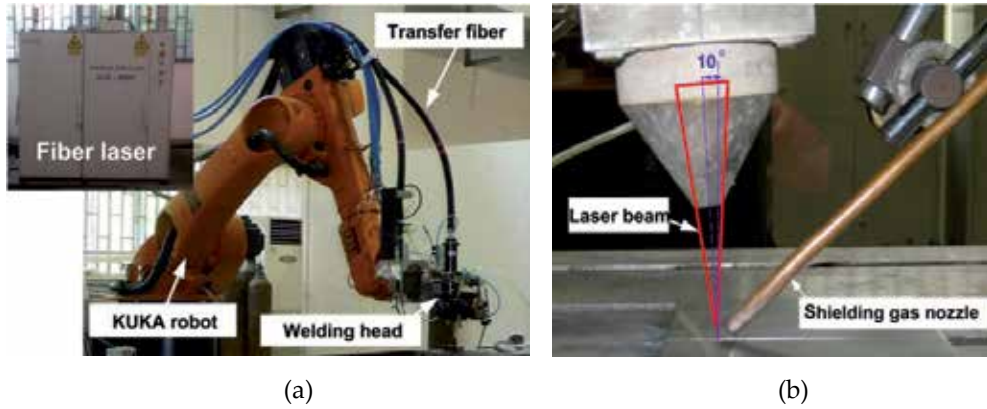 Fiber laser
Transfer fiber
KUKA robot
Welding head
(a)
10°
Laser beam
Shielding gas nozzle
(b)